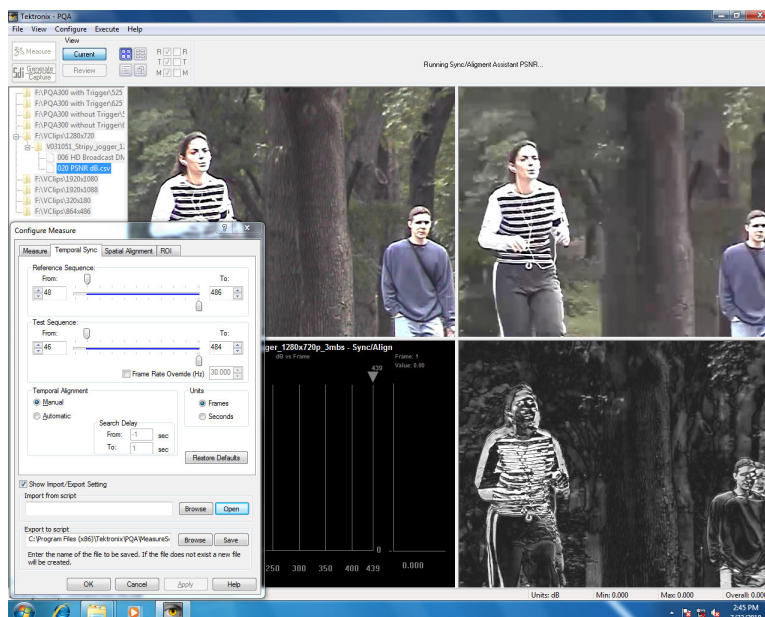 Tektronix - PQA
File View Configure Execute Help
View
Measure
Current
R R
T T
M M
Generate
Capture
Review
Running Sync/Alignment Assistant PSNR...
F:\PQA300 with Trigger\525
F:\PQA300 with Trigger\625
F:\PQA300 without Trigger\
F:\PQA300 without Trigger\
F:\VClips\1280x720
V031051_Stripy_jogger_1
006 HD Broadcast DM
020 PSNR dB.csv
F:\VClips\1920x1080
F:\VClips\1920x1088
F:\VClips\320x180
F:\VClips\864x486
Configure Measure
Measure Temporal Sync Spatial Alignment ROI
Reference Sequence:
From: To:
48 486
Test Sequence:
From: To:
46 484
Frame Rate Override (Hz) 30.000
Temporal Alignment
Manual
Automatic
Search Delay
From: -1 sec
To: 1 sec
Units
Frames
Seconds
Restore Defaults
Show Import/Export Setting
Import from script
Browse Open
Export to script
C:\Program Files (x86)\Tektronix\PQA\MeasureS
Browse Save
Enter the name of the file to be saved. If the file does not exist a new file
will be created.
OK Cancel Apply Help
ger_1280x720p_3mbs - Sync/Align
dB vs Frame
Frame: 1
Value: 0.00
439
0
250 300 350 400 439
0.000
Units: dB Min: 0.000 Max: 0.000 Overall: 0.000
2:45 PM